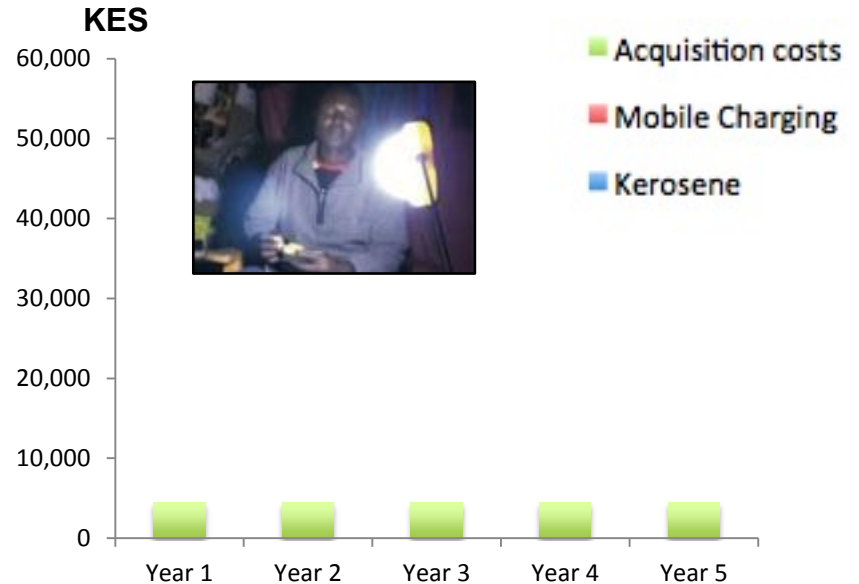 KES
60,000
50,000
40,000
30,000
20,000
10,000
0
Year 1 Year 2 Year 3 Year 4 Year 5
Acquisition costs
Mobile Charging
Kerosene